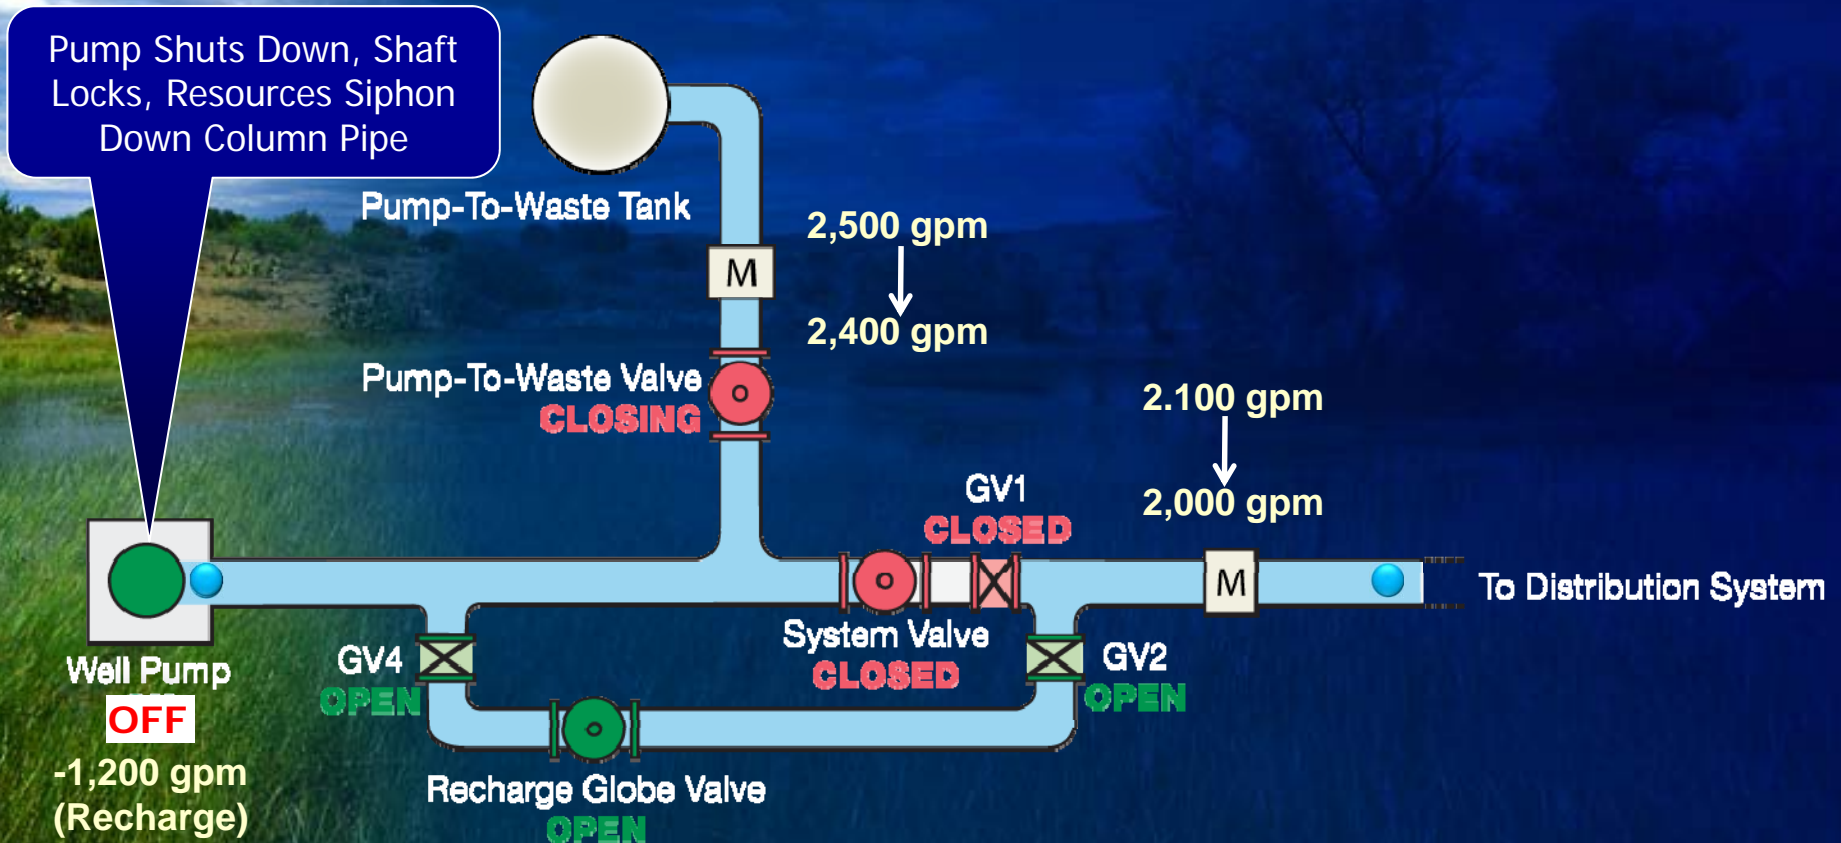 Pump Shuts Down, Shaft
Locks, Resources Siphon
Down Column Pipe
Pump-To-Waste Tank
M
2,500 gpm
2,400 gpm
Pump-To-Waste Valve
CLOSING
2.100 gpm
2,000 gpm
GV1
CLOSED
M
To Distribution System
System Valve
CLOSED
GV4
OPEN
GV2
OPEN
Well Pump
OFF
-1,200 gpm
(Recharge)
Recharge Globe Valve
OPEN